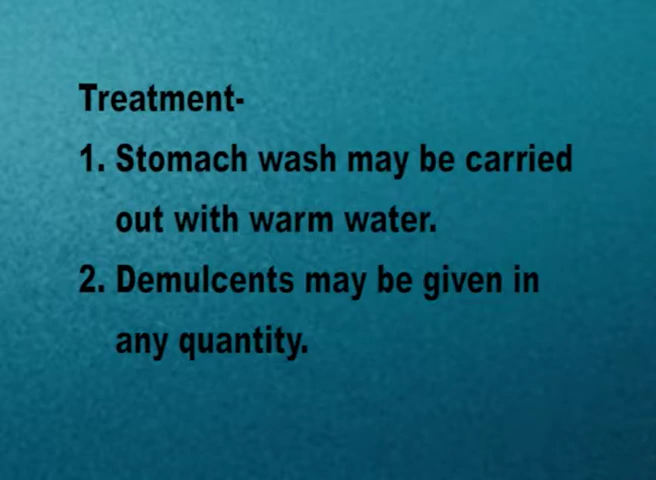 Treatment-
1. Stomach wash may be carried
out with warm water.
2. Demulcents may be given in
any quantity.